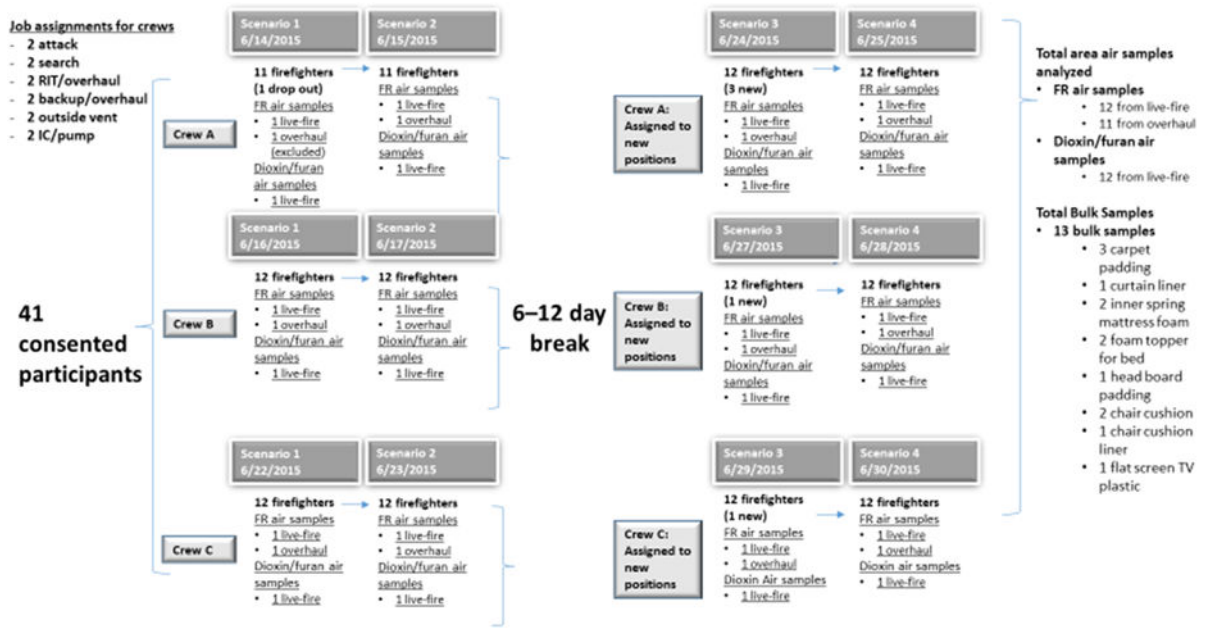 Job assignments for crews
- 2 attack
- 2 search
- 2 RIT/overhaul
- 2 backup/overhaul
- 2 outside vent
- 2 IC/pump
41
consented
participants
Crew A
Scenario 1
6/14/2015
11 firefighters
(1 drop out)
FR air samples
• 1 live-fire
• 1 overhaul
(excluded)
Dioxin/furan
air samples
• 1 live-fire
Scenario 2
6/15/2015
11 firefighters
FR air samples
• 1 live-fire
• 1 overhaul
Dioxin/furan air
samples
• 1 live-fire
Crew B
Scenario 1
6/16/2015
12 firefighters
FR air samples
• 1 live-fire
• 1 overhaul
Dioxin/furan air
samples
• 1 live-fire
Scenario 2
6/17/2015
12 firefighters
FR air samples
• 1 live-fire
• 1 overhaul
Dioxin/furan air
samples
• 1 live-fire
Crew C
Scenario 1
6/22/2015
12 firefighters
FR air samples
• 1 live-fire
• 1 overhaul
Dioxin/furan air
samples
• 1 live-fire
Scenario 2
6/23/2015
12 firefighters
FR air samples
• 1 live-fire
• 1 overhaul
Dioxin/furan air
samples
• 1 live-fire
6–12 day
break
Crew A:
Assigned to
new
positions
Scenario 3
6/24/2015
12 firefighters
(3 new)
FR air samples
• 1 live-fire
• 1 overhaul
Dioxin/furan air
samples
• 1 live-fire
Scenario 4
6/25/2015
12 firefighters
FR air samples
• 1 live-fire
• 1 overhaul
Dioxin/furan air
samples
• 1 live-fire
Crew B:
Assigned to
new
positions
Scenario 3
6/27/2015
12 firefighters
(1 new)
FR air samples
• 1 live-fire
• 1 overhaul
Dioxin/furan air
samples
• 1 live-fire
Scenario 4
6/28/2015
12 firefighters
FR air samples
• 1 live-fire
• 1 overhaul
Dioxin/furan air
samples
• 1 live-fire
Crew C:
Assigned to
new
positions
Scenario 3
6/29/2015
12 firefighters
(1 new)
FR air samples
• 1 live-fire
• 1 overhaul
Dioxin Air samples
• 1 live-fire
Scenario 4
6/30/2015
12 firefighters
FR air samples
• 1 live-fire
• 1 overhaul
Dioxin air samples
• 1 live-fire
Total area air samples
analyzed
• FR air samples
• 12 from live-fire
• 11 from overhaul
• Dioxin/furan air
samples
• 12 from live-fire
Total Bulk Samples
• 13 bulk samples
• 3 carpet
padding
• 1 curtain liner
• 2 inner spring
mattress foam
• 2 foam topper
for bed
• 1 head board
padding
• 2 chair cushion
• 1 chair cushion
liner
• 1 flat screen TV
plastic